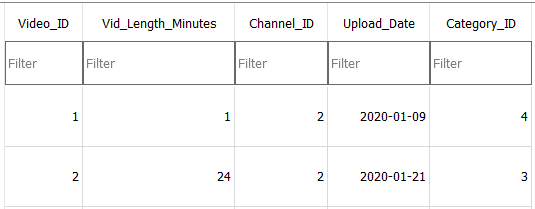 Video_ID Vid_Length_Minutes Channel_ID Upload_Date Category_ID
Filter Filter Filter Filter Filter
1 1 2 2020-01-09 4
2 24 2 2020-01-21 3